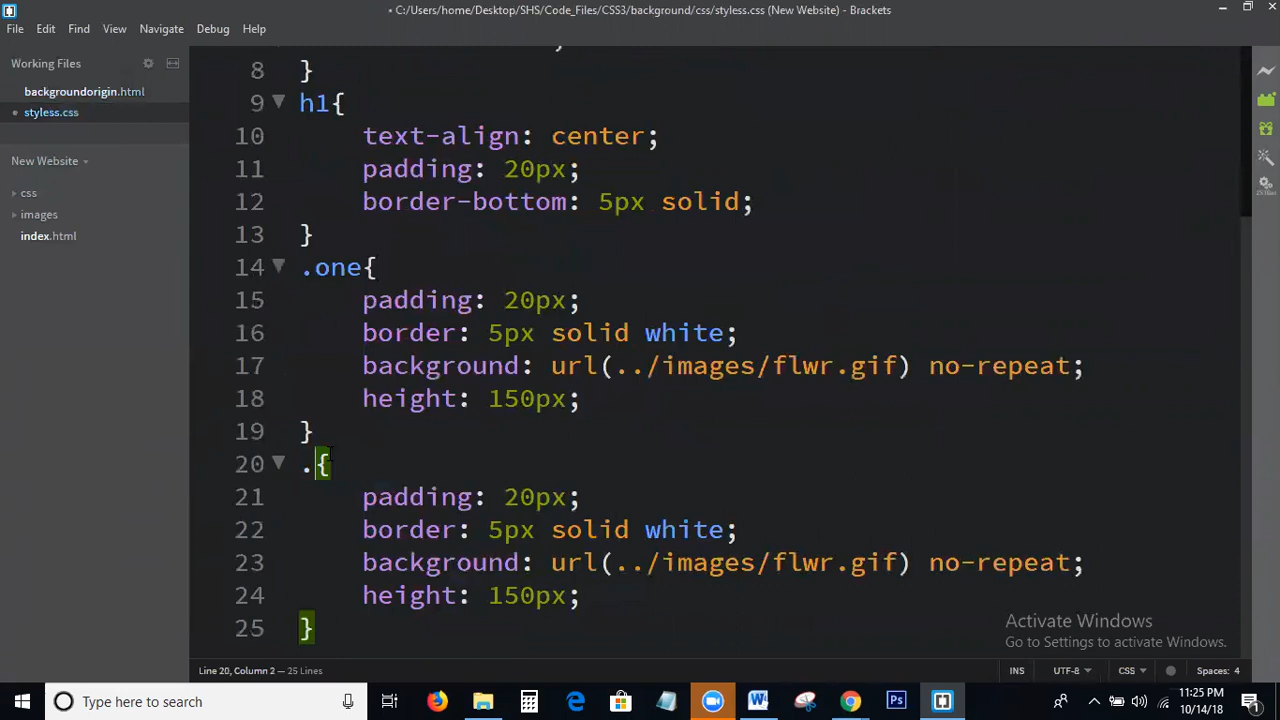 • C:/Users/home/Desktop/SHS/Code_Files/CSS3/background/css/styless.css (New Website) - Brackets
File Edit Find View Navigate Debug Help
Working Files
backgroundorigin.html
• styless.css
New Website
css
images
index.html
8 }
9 h1{
10 text-align: center;
11 padding: 20px;
12 border-bottom: 5px solid;
13 }
14 .one{
15 padding: 20px;
16 border: 5px solid white;
17 background: url(../images/flwr.gif) no-repeat;
18 height: 150px;
19 }
20 .{
21 padding: 20px;
22 border: 5px solid white;
23 background: url(../images/flwr.gif) no-repeat;
24 height: 150px;
25 }
Activate Windows
Go to Settings to activate Windows.
Line 20, Column 2 — 25 Lines
INS UTF-8 CSS Spaces: 4
Type here to search
W
Ps
11:25 PM
10/14/18